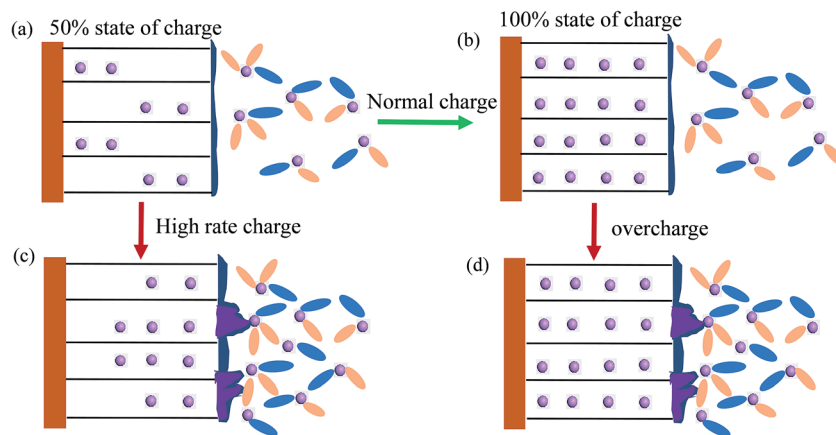 (a)
50% state of charge
100% state of charge
(b)
Normal charge
High rate charge
overcharge
(c)
(d)